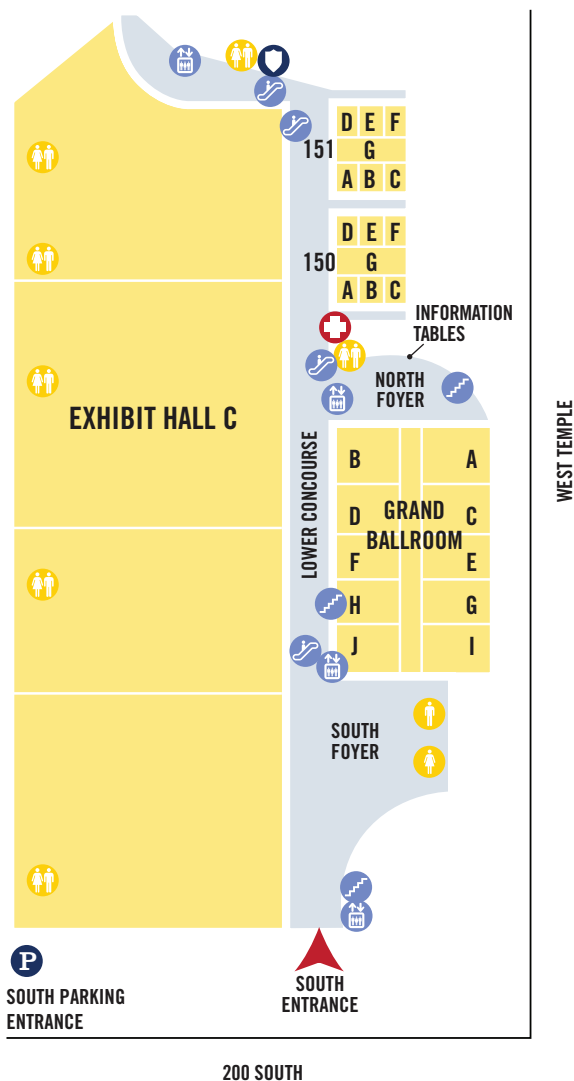 D E F
151
G
A B C
D E F
150
G
A B C
INFORMATION
TABLES
NORTH
FOYER
EXHIBIT HALL C
LOWER CONCOURSE
WEST TEMPLE
B
A
D
GRAND
C
BALLROOM
F
E
H
G
J
I
SOUTH
FOYER
P
SOUTH PARKING
ENTRANCE
SOUTH
ENTRANCE
200 SOUTH